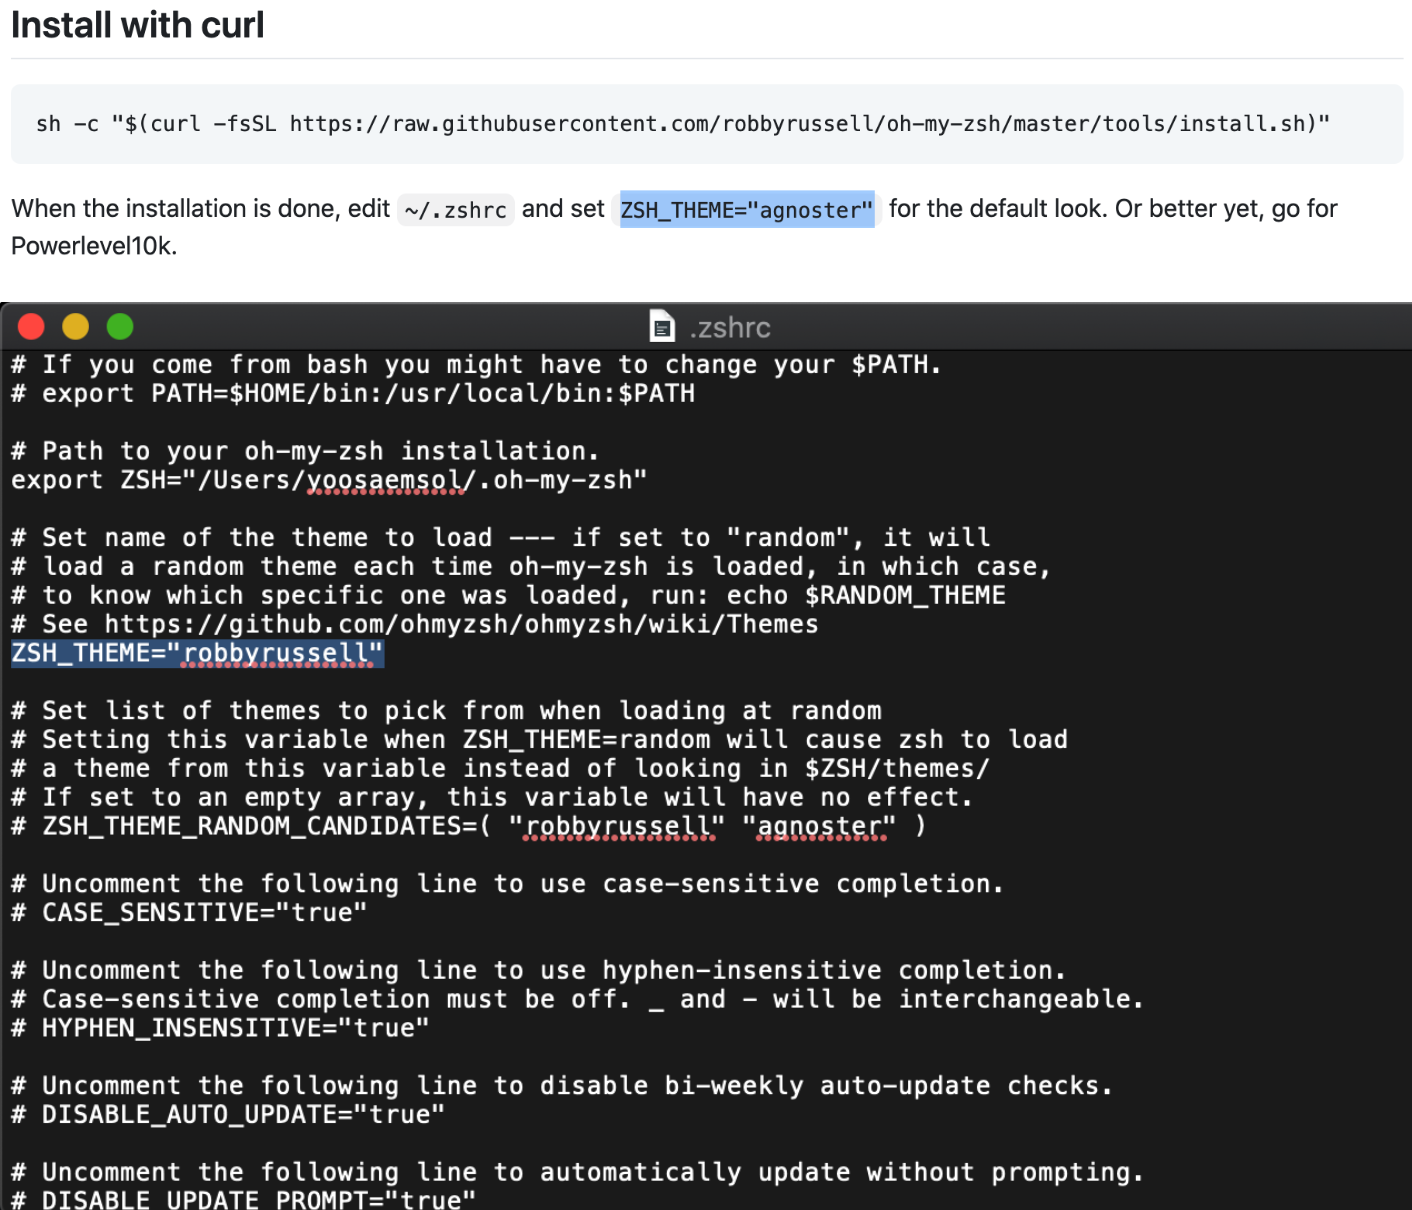 Install with curl
sh -c "$(curl -fsSL https://raw.githubusercontent.com/robbyrussell/oh-my-zsh/master/tools/install.sh)"
When the installation is done, edit ~/.zshrc and set ZSH_THEME="agnoster" for the default look. Or better yet, go for
Powerlevel10k.
.zshrc
# If you come from bash you might have to change your $PATH.
# export PATH=$HOME/bin:/usr/local/bin:$PATH
# Path to your oh-my-zsh installation.
export ZSH="/Users/yoosaemsol/.oh-my-zsh"
# Set name of the theme to load --- if set to "random", it will
# load a random theme each time oh-my-zsh is loaded, in which case,
# to know which specific one was loaded, run: echo $RANDOM_THEME
# See https://github.com/ohmyzsh/ohmyzsh/wiki/Themes
ZSH_THEME="robbyrussell"
# Set list of themes to pick from when loading at random
# Setting this variable when ZSH_THEME=random will cause zsh to load
# a theme from this variable instead of looking in $ZSH/themes/
# If set to an empty array, this variable will have no effect.
# ZSH_THEME_RANDOM_CANDIDATES=( "robbyrussell" "agnoster" )
# Uncomment the following line to use case-sensitive completion.
# CASE_SENSITIVE="true"
# Uncomment the following line to use hyphen-insensitive completion.
# Case-sensitive completion must be off. _ and - will be interchangeable.
# HYPHEN_INSENSITIVE="true"
# Uncomment the following line to disable bi-weekly auto-update checks.
# DISABLE_AUTO_UPDATE="true"
# Uncomment the following line to automatically update without prompting.
# DISABLE_UPDATE_PROMPT="true"